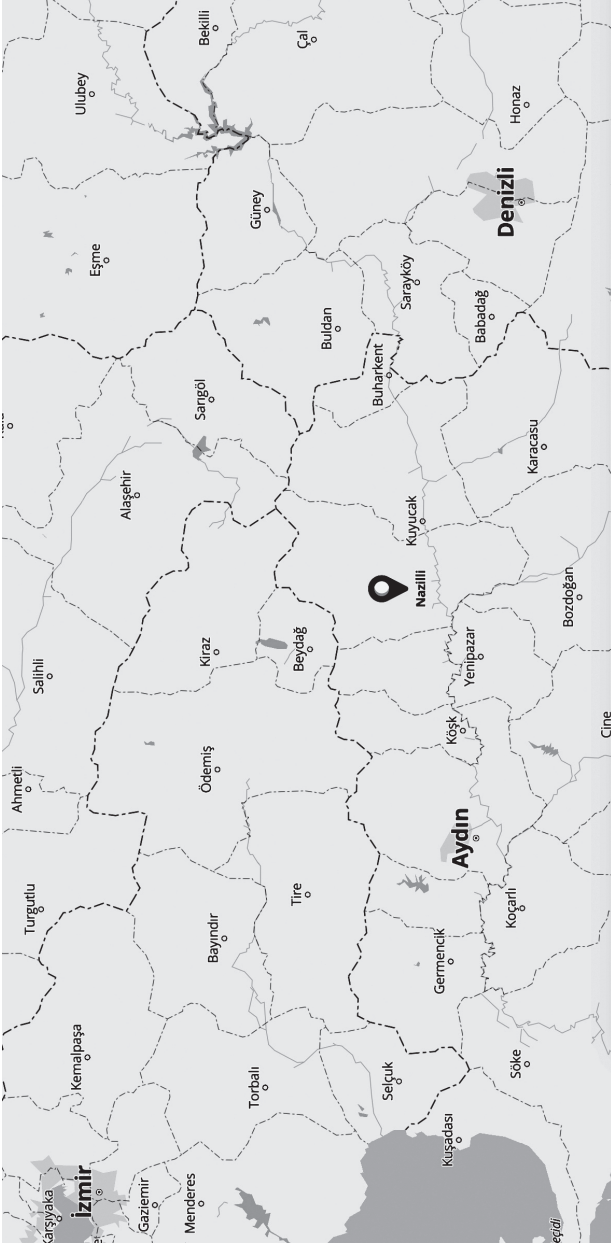 Ahmetli
Turgutlu
Salihli
Karşıyaka
Kemalpaşa
İzmir
Ulubey
Eşme
Alaşehir
Gaziemir
Menderes
Sarıgöl
Kiraz
Ödemiş
Bekilli
Bayındır
Torbalı
Güney
Tire
Beydağ
Çal
Buldan
Buharkent
Selçuk
Sarayköy
Kuyucak
Nazilli
Germencik
Kuşadası
Köşk
Aydın
Yenipazar
Babadağ
Denizli
Koçarlı
Söke
Honaz
Karacasu
Bozdoğan
Cine